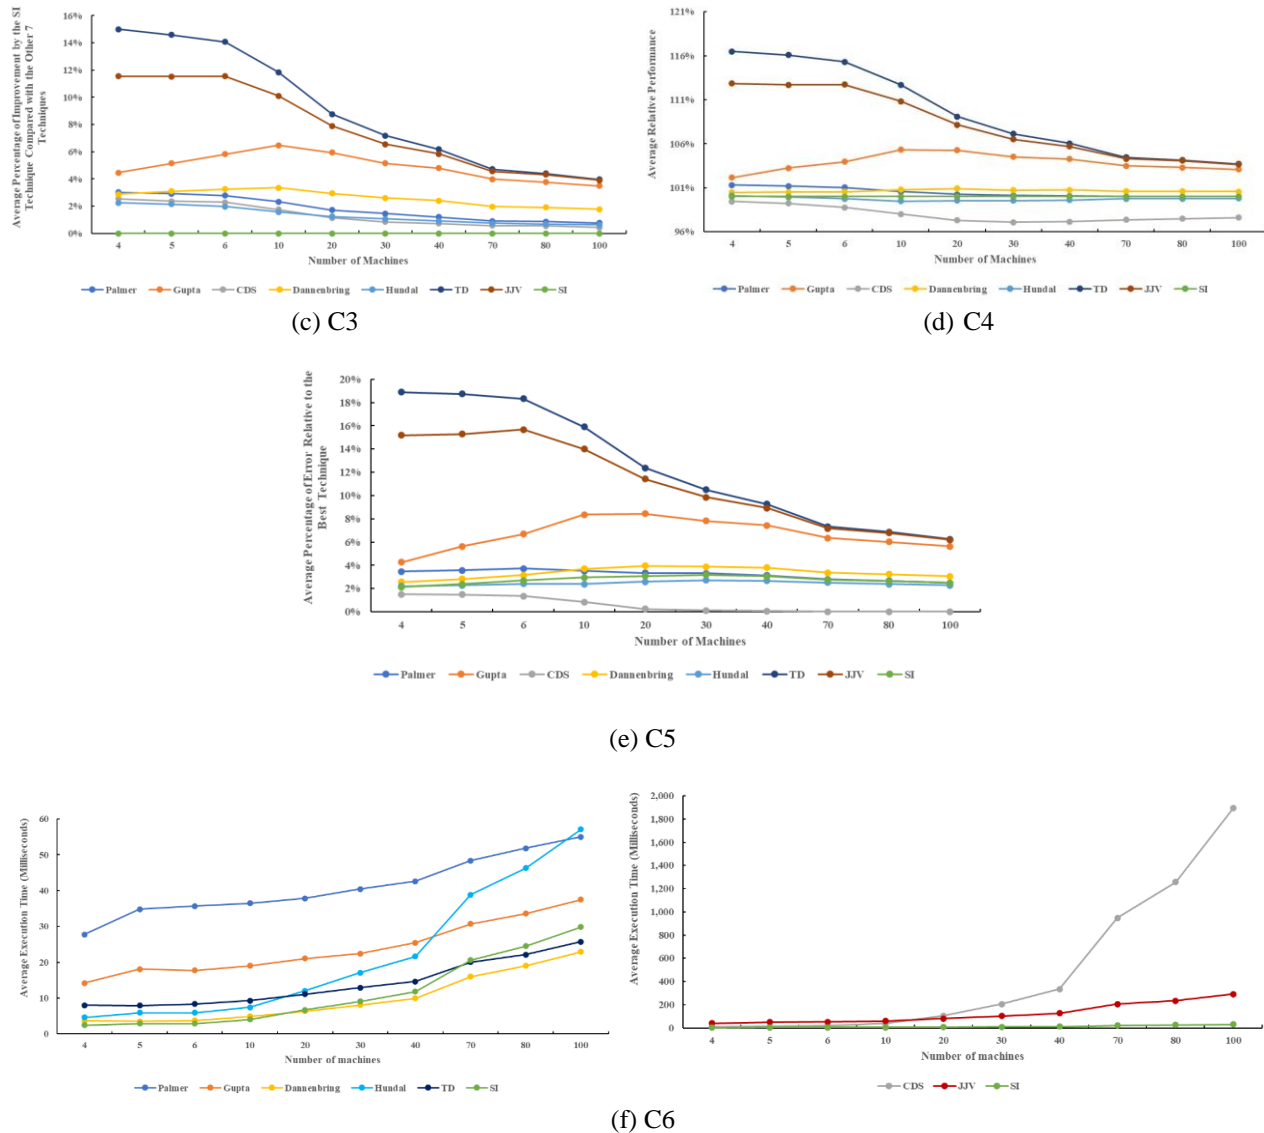 Average Percentage of Improvement by the SI
Technique Compared with the Other 7
Techniques
16%
14%
12%
10%
8%
6%
4%
2%
0%
4 5 6 10 20 30 40 70 80 100
Number of Machines
Palmer Gupta CDS Dannenbring Hundal TD JJV SI
(c) C3
Average Relative Performance
121%
116%
111%
106%
101%
96%
4 5 6 10 20 30 40 70 80 100
Number of Machines
Palmer Gupta CDS Dannenbring Hundal TD JJV SI
(d) C4
Average Percentage of Error Relative to the
Best Technique
20%
18%
16%
14%
12%
10%
8%
6%
4%
2%
0%
4 5 6 10 20 30 40 70 80 100
Number of Machines
Palmer Gupta CDS Dannenbring Hundal TD JJV SI
(e) C5
Average Execution Time (Milliseconds)
60
50
40
30
20
10
0
4 5 6 10 20 30 40 70 80 100
Number of machines
Palmer Gupta Dannenbring Hundal TD SI
Average Execution Time (Milliseconds)
2,000
1,800
1,600
1,400
1,200
1,000
800
600
400
200
0
4 5 6 10 20 30 40 70 80 100
Number of machines
CDS JJV SI
(f) C6